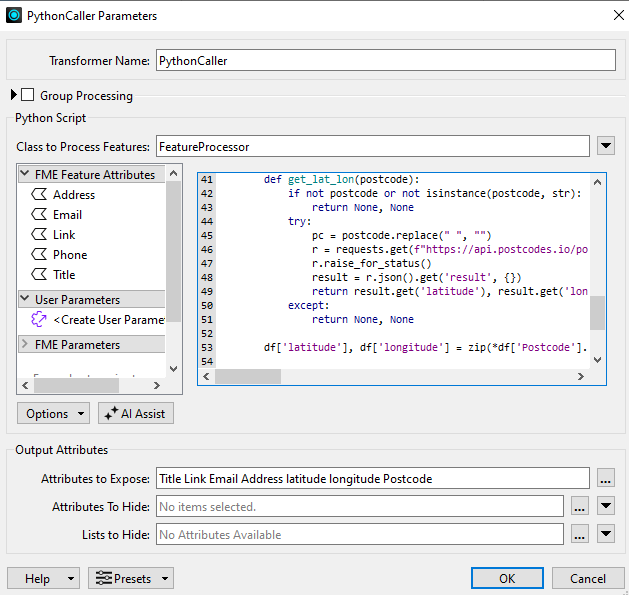 PythonCaller Parameters
Transformer Name: PythonCaller
Group Processing
Python Script
Class to Process Features: FeatureProcessor
FME Feature Attributes
Address
Email
Link
Phone
Title
User Parameters
<Create User Parame
FME Parameters
41 def get_lat_lon(postcode):
42 if not postcode or not isinstance(postcode, str):
43 return None, None
44 try:
45 pc = postcode.replace(" ", "")
46 r = requests.get(f"https://api.postcodes.io/po
47 r.raise_for_status()
48 result = r.json().get('result', {})
49 return result.get('latitude'), result.get('lon
50 except:
51 return None, None
52
53 df['latitude'], df['longitude'] = zip(*df['Postcode'].
54
Options
AI Assist
Output Attributes
Attributes to Expose: Title Link Email Address latitude longitude Postcode ...
Attributes To Hide: No items selected. ...
Lists to Hide: No Attributes Available ...
Help
Presets
OK
Cancel